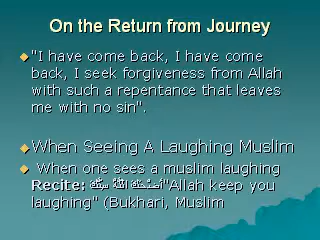 On the Return from Journey
"I have come back, I have come
back, I seek forgiveness from Allah
with such a repentance that leaves
me with no sin".
When Seeing A Laughing Muslim
When one sees a muslim laughing
Recite: "Allah keep you
laughing" (Bukhari, Muslim